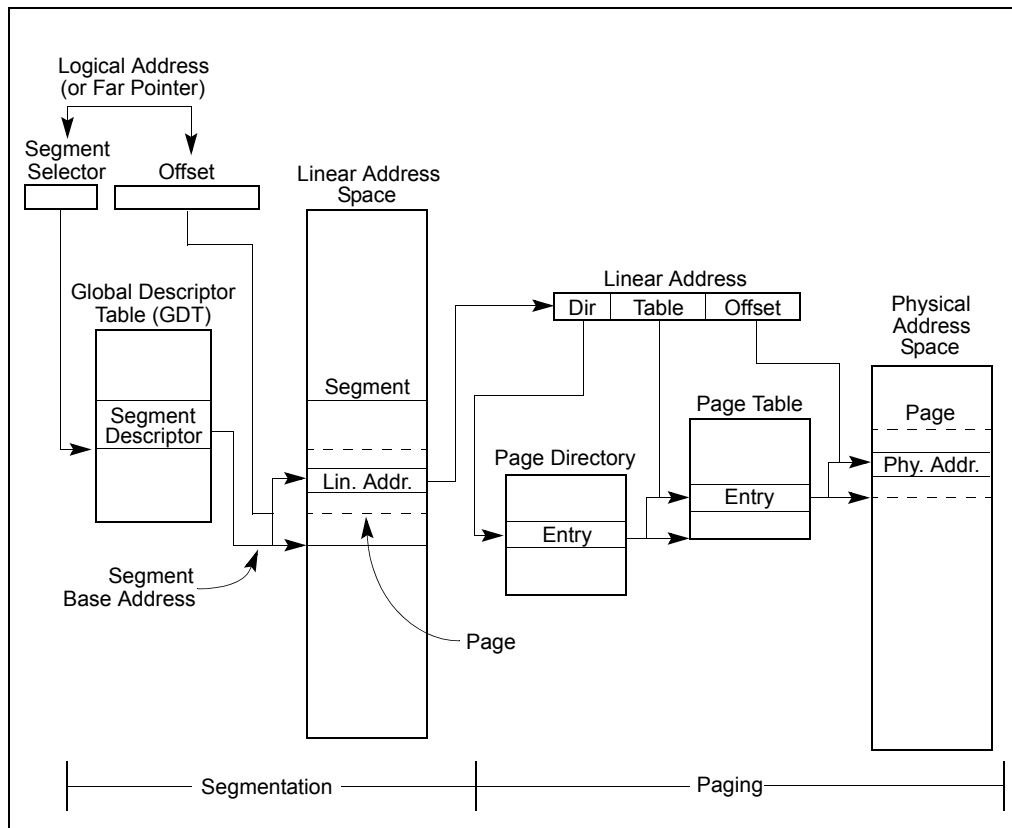 Logical Address
(or Far Pointer)
Segment
Selector
Offset
Linear Address
Space
Global Descriptor
Table (GDT)
Segment
Descriptor
Segment
Lin. Addr.
Segment
Base Address
Page
Linear Address
Dir Table Offset
Page Directory
Entry
Page Table
Entry
Physical
Address
Space
Page
Phy. Addr.
Segmentation
Paging